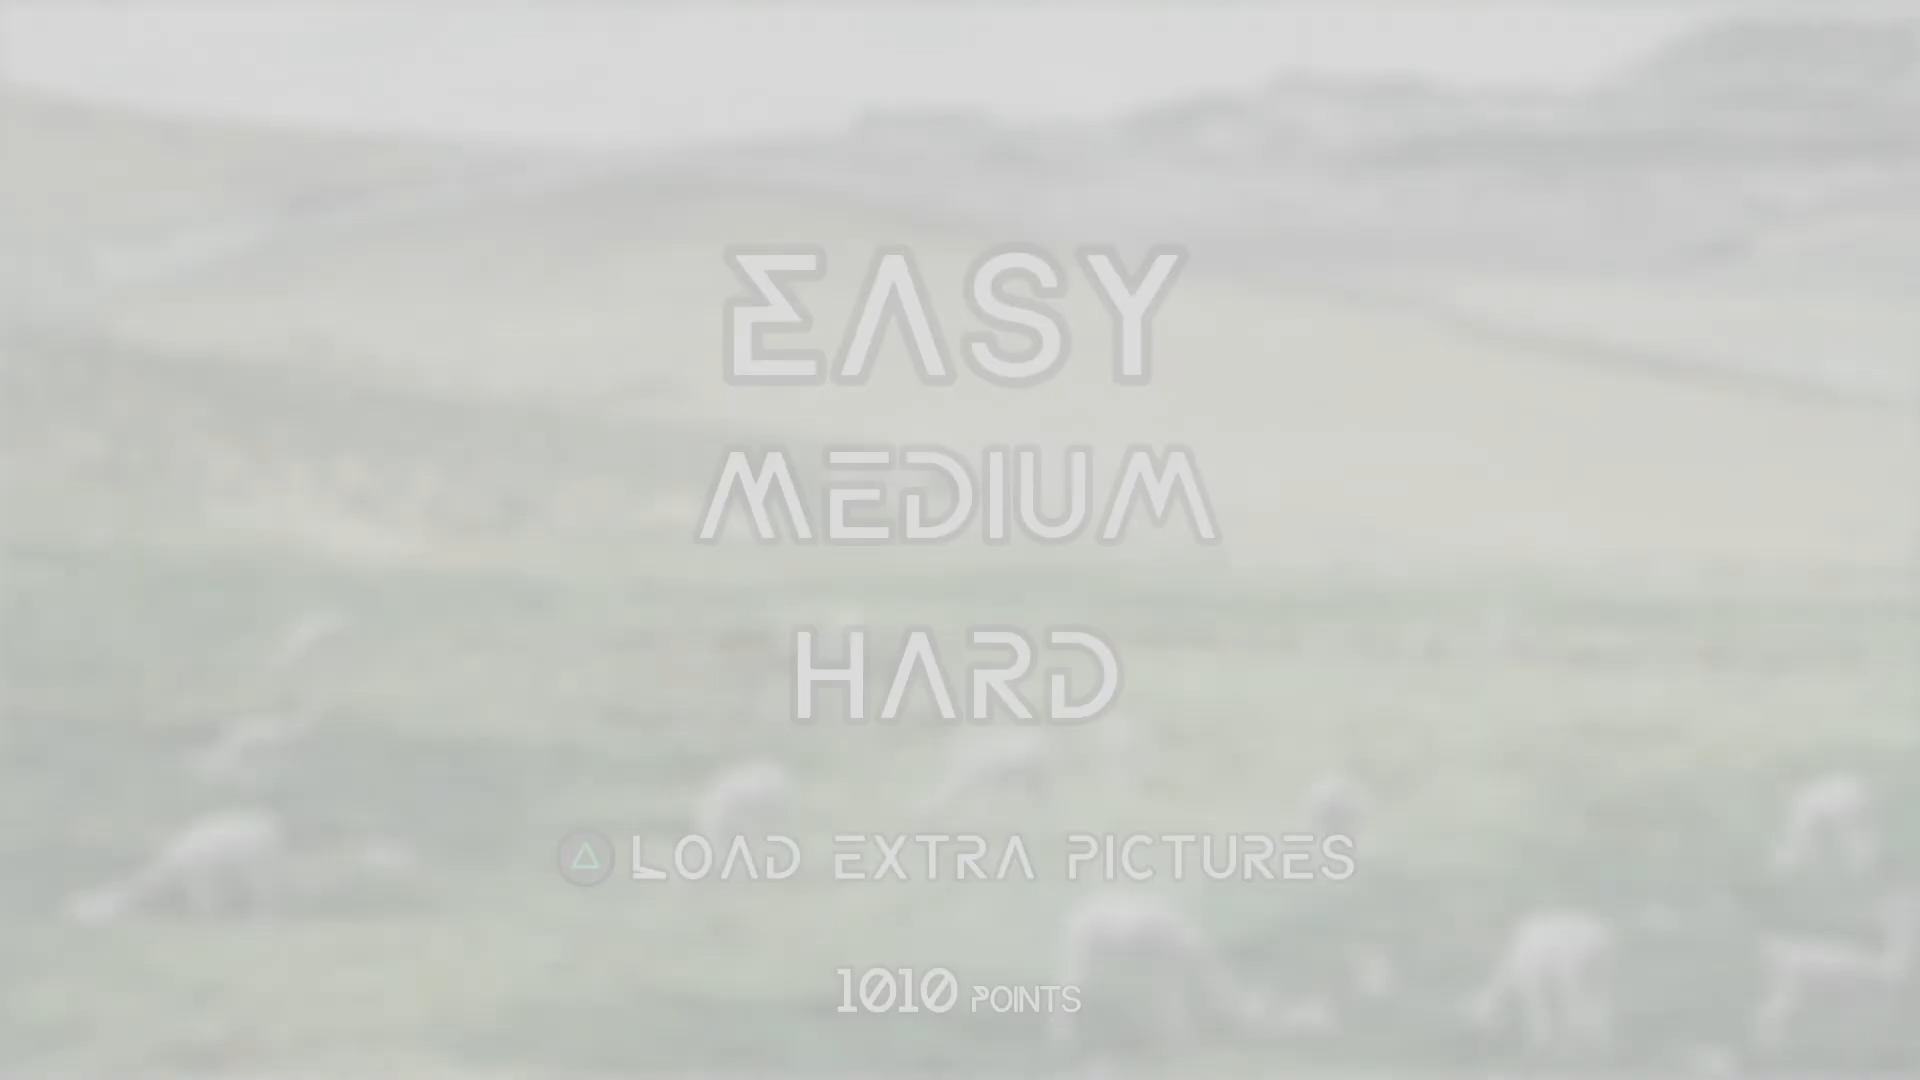 EASY
MEDIUM
HARD
LOAD EXTRA PICTURES
1010 POINTS